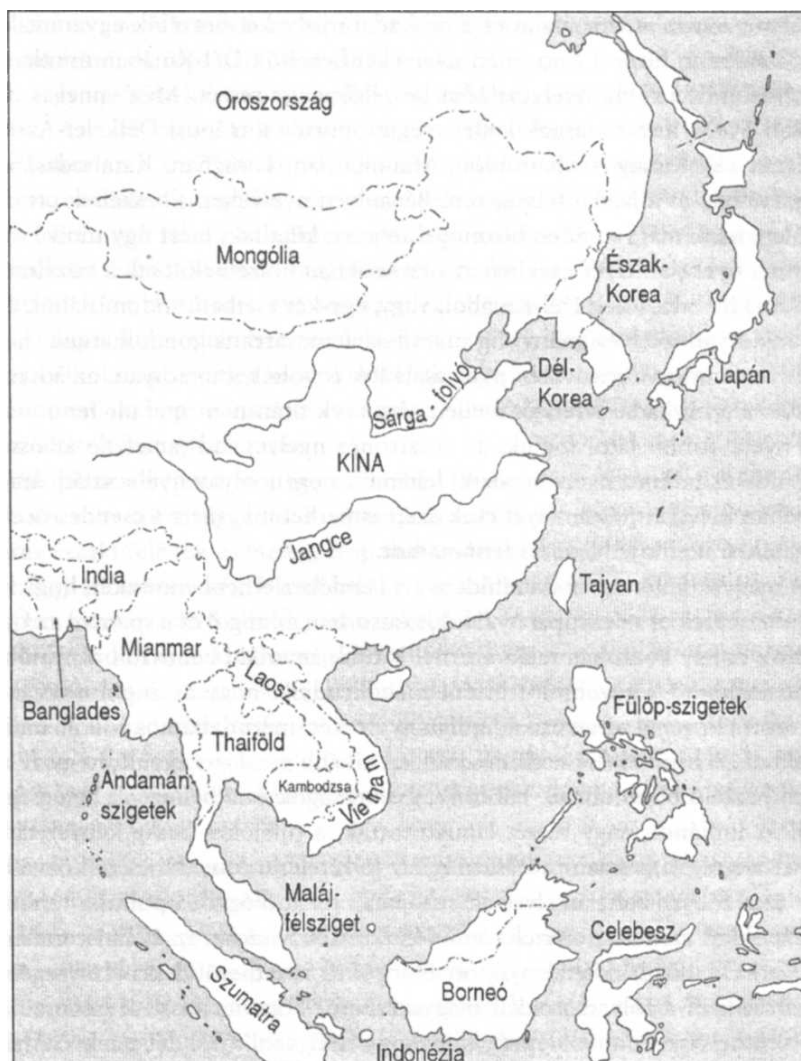 Oroszország
Mongólia
Észak-
Korea
Dél-
Korea
Japán
Sárga-folyó
KÍNA
Jangce
India
Tajvan
Mianmar
Laosz
Banglades
Fülöp-szigetek
Thaiföld
Andamán-
szigetek
Kambodzsa
Vietnam
Maláj-
félsziget
Celebesz
Borneó
Szumátra
Indonézia